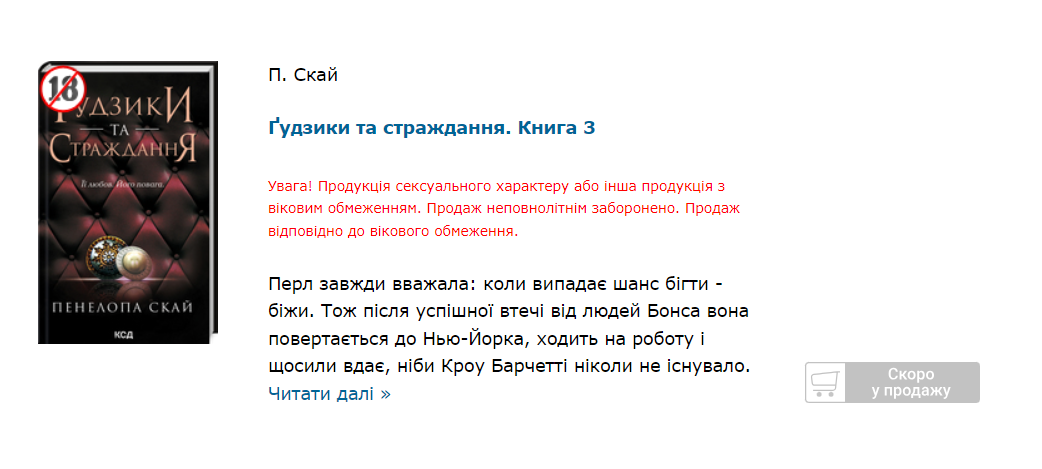 18
Ґудзики
та
Страждання
Її любов. Його повага.
ПЕНЕЛОПА СКАЙ
КСД
П. Скай
Ґудзики та страждання. Книга 3
Увага! Продукція сексуального характеру або інша продукція з
віковим обмеженням. Продаж неповнолітнім заборонено. Продаж
відповідно до вікового обмеження.
Перл завжди вважала: коли випадає шанс бігти -
біжи. Тож після успішної втечі від людей Бонса вона
повертається до Нью-Йорка, ходить на роботу і
щосили вдає, ніби Кроу Барчетті ніколи не існувало.
Читати далі »
Скоро
у продажу